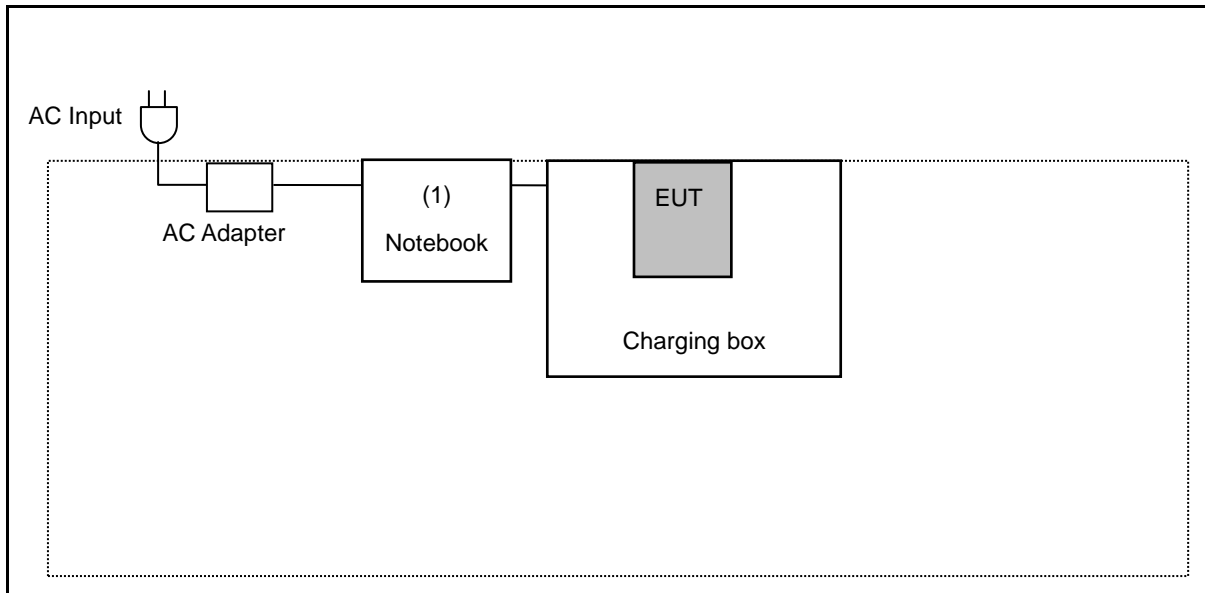 AC Input
AC Adapter
(1)
Notebook
EUT
Charging box